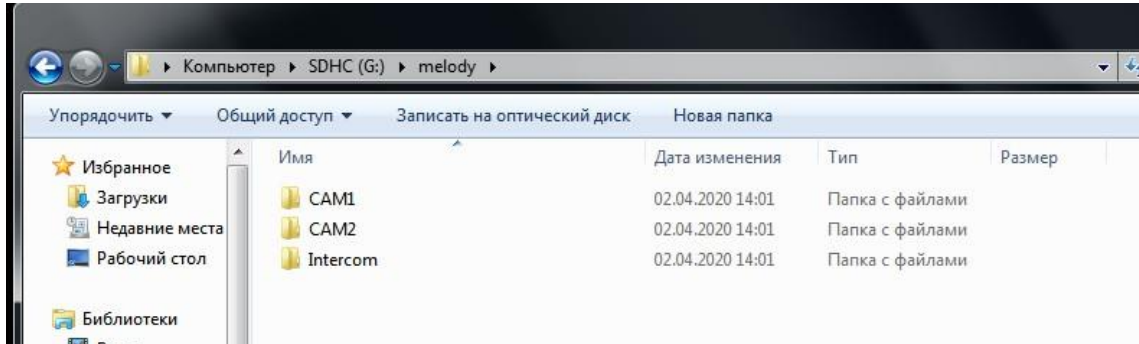 Компьютер ▸ SDHC (G:) ▸ melody ▸
Упорядочить ▾ Общий доступ ▾ Записать на оптический диск Новая папка
Избранное
Загрузки
Недавние места
Рабочий стол
Библиотеки
Имя Дата изменения Тип Размер
CAM1 02.04.2020 14:01 Папка с файлами
CAM2 02.04.2020 14:01 Папка с файлами
Intercom 02.04.2020 14:01 Папка с файлами